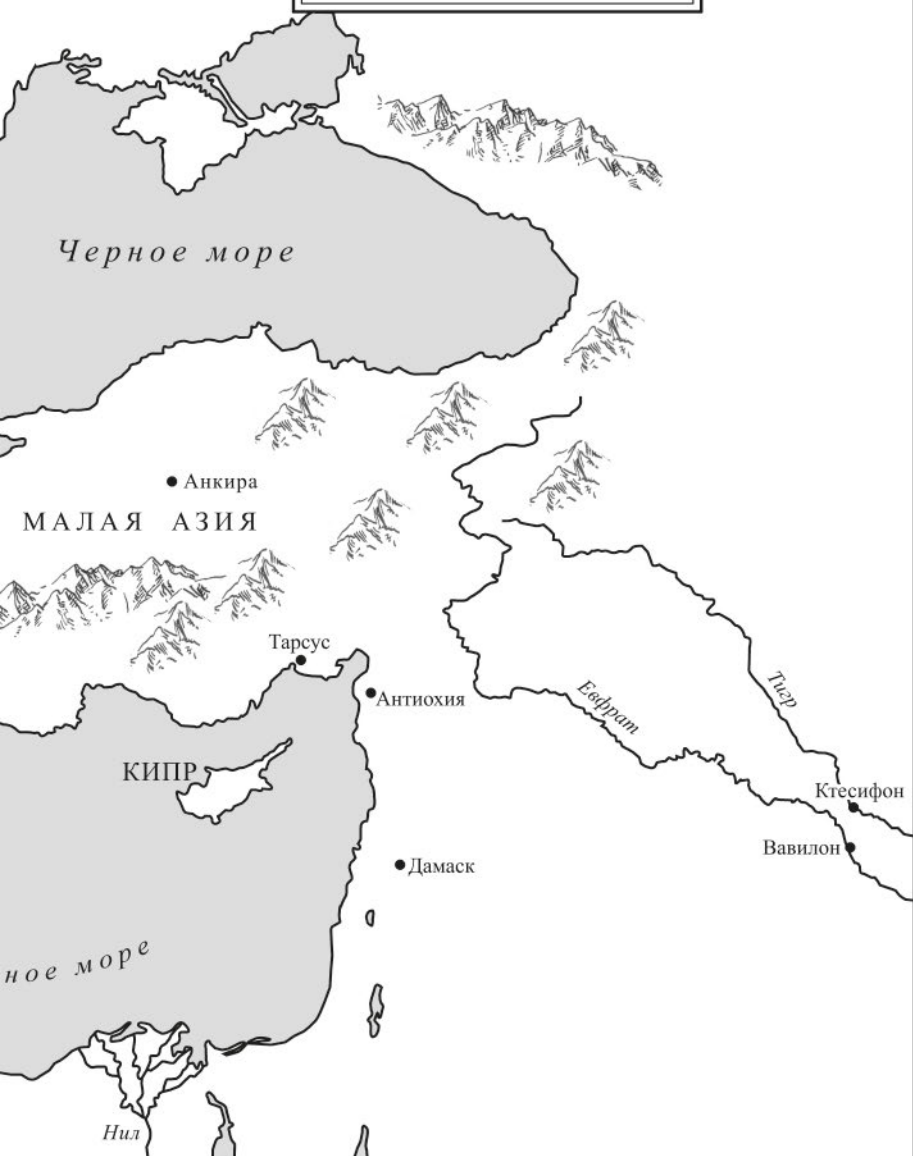 Черное море
Анкира
МАЛАЯ АЗИЯ
Тарсус
Антиохия
Евфрат
Тигр
КИПР
Ктесифон
Вавилон
Дамаск
ное море
Нил